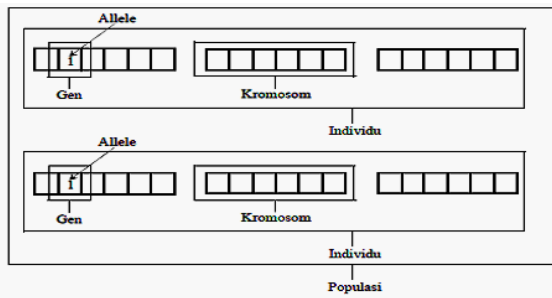 Allele
1
Gen
Kromosom
Individu
Allele
1
Gen
Kromosom
Individu
Populasi